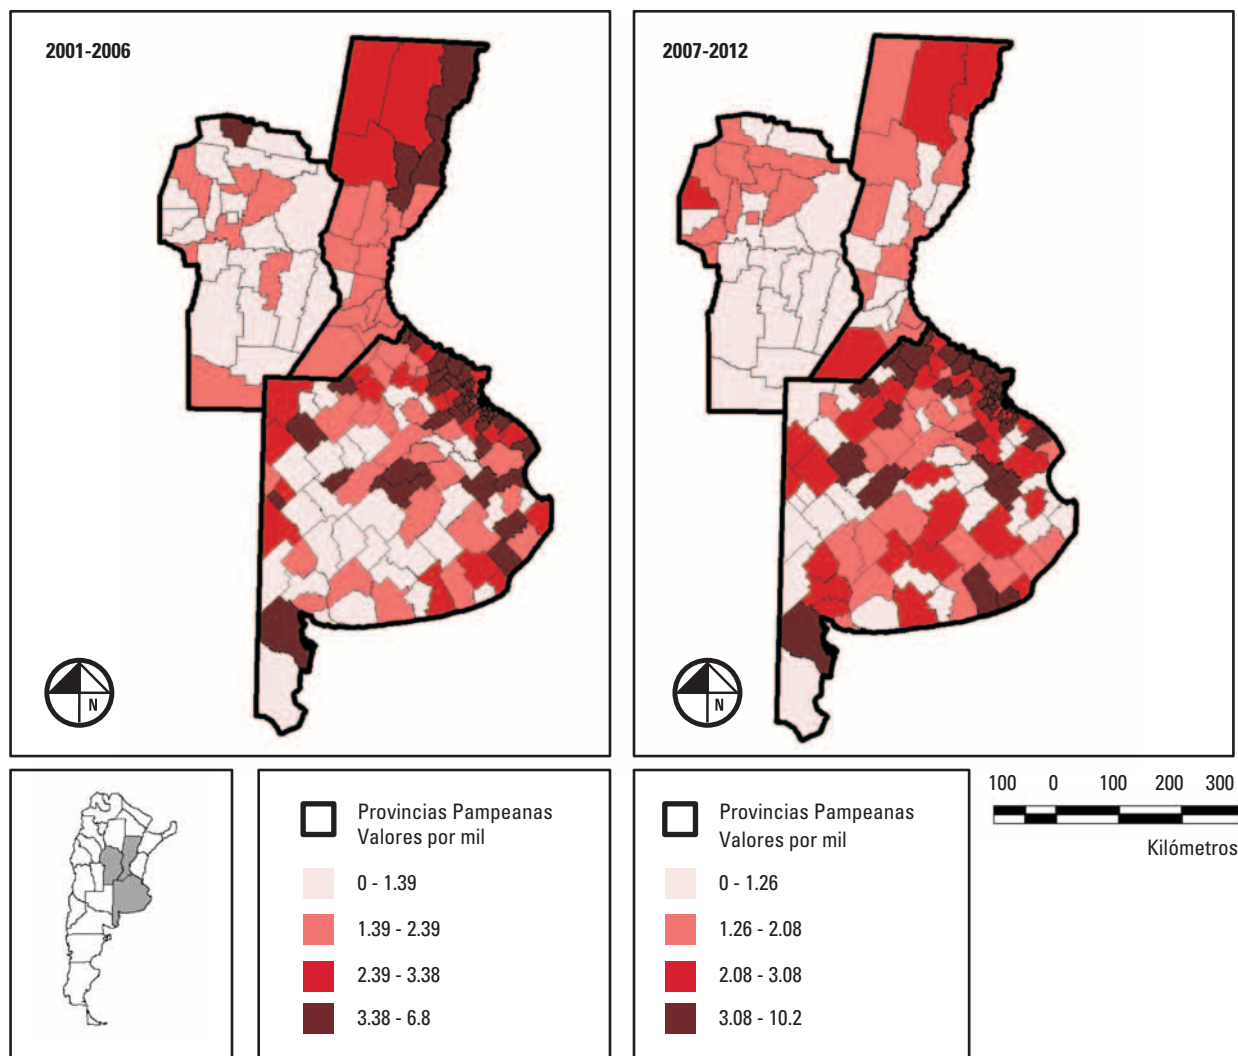 2001-2006
2007-2012
N
N
Provincias Pampeanas
Valores por mil
0 - 1.39
1.39 - 2.39
2.39 - 3.38
3.38 - 6.8
Provincias Pampeanas
Valores por mil
0 - 1.26
1.26 - 2.08
2.08 - 3.08
3.08 - 10.2
100 0 100 200 300
Kilómetros